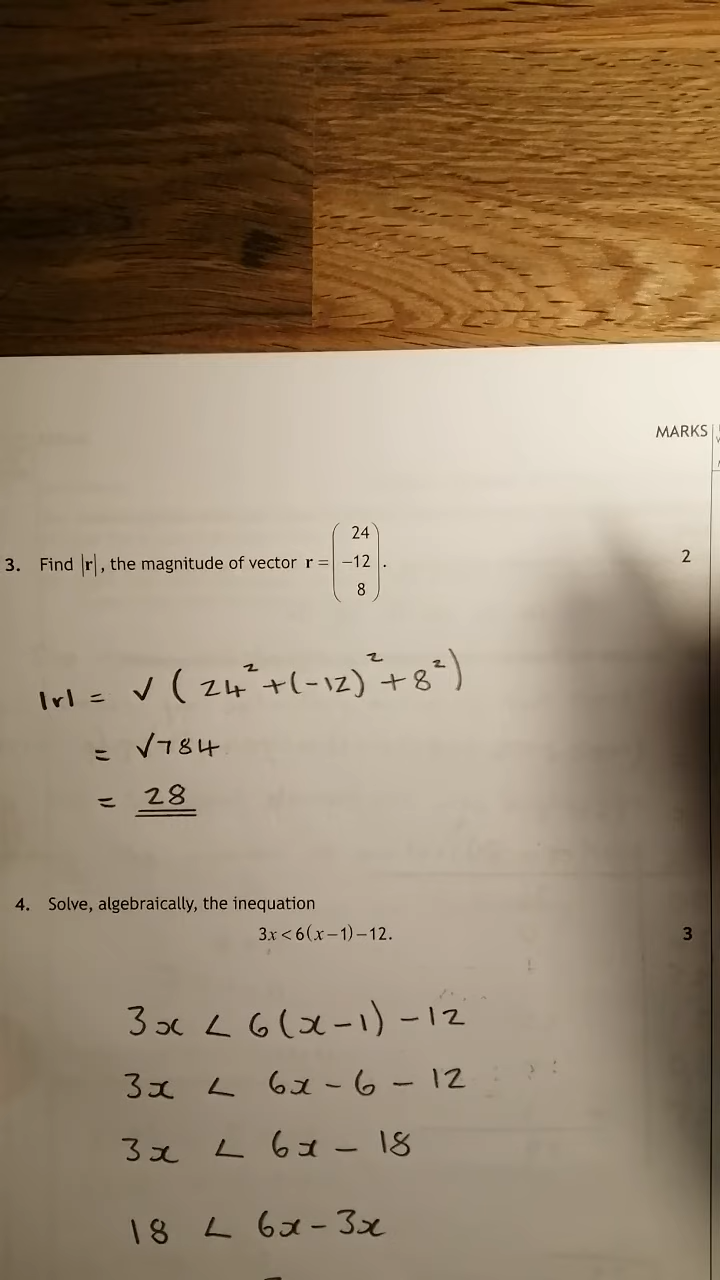 MARKS
3. Find |r|, the magnitude of vector r = (24 -12 8). 2
|r| = √(24² + (-12)² + 8²)
= √784
= 28
4. Solve, algebraically, the inequation
3x < 6(x − 1) − 12. 3
3x < 6(x − 1) − 12
3x < 6x − 6 − 12
3x < 6x − 18
18 < 6x − 3x